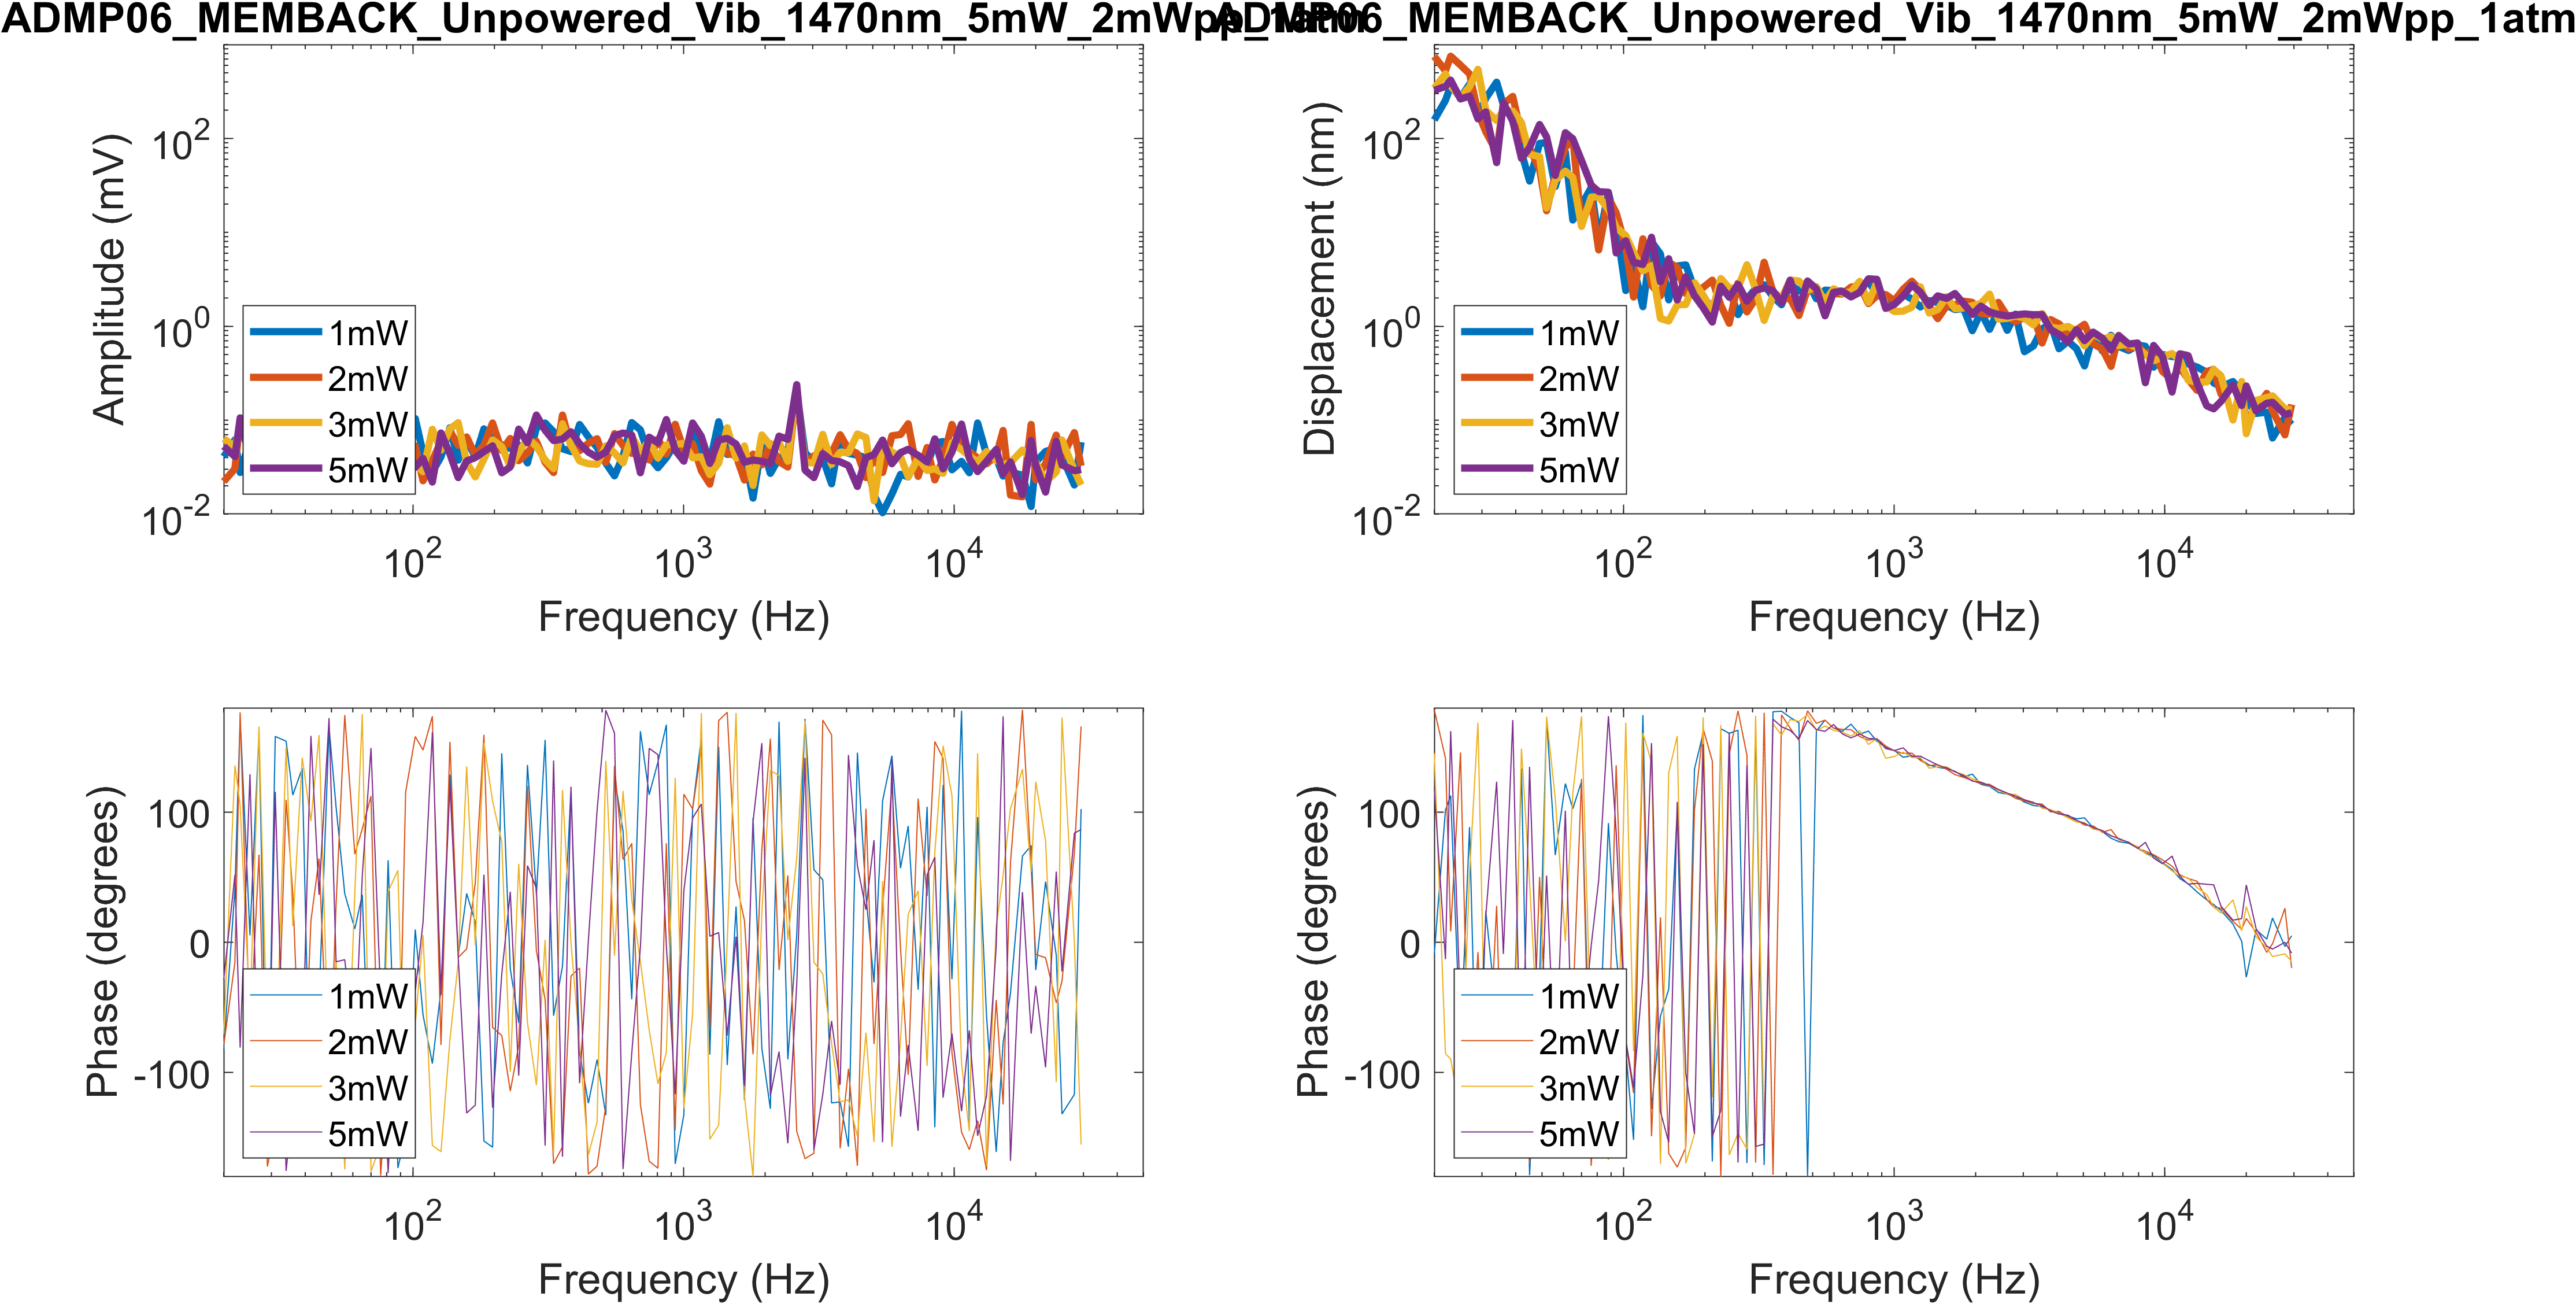 ADMP06_MEMBACK_Unpowered_Vib_1470nm_5mW_2mWpp_1atm
10^2
10^0
10^-2
Amplitude (mV)
1mW
2mW
3mW
5mW
10^2 10^3 10^4
Frequency (Hz)
ADMP06_MEMBACK_Unpowered_Vib_1470nm_5mW_2mWpp_1atm
10^2
10^0
10^-2
Displacement (nm)
1mW
2mW
3mW
5mW
10^2 10^3 10^4
Frequency (Hz)
100
0
-100
Phase (degrees)
1mW
2mW
3mW
5mW
10^2 10^3 10^4
Frequency (Hz)
100
0
-100
Phase (degrees)
1mW
2mW
3mW
5mW
10^2 10^3 10^4
Frequency (Hz)